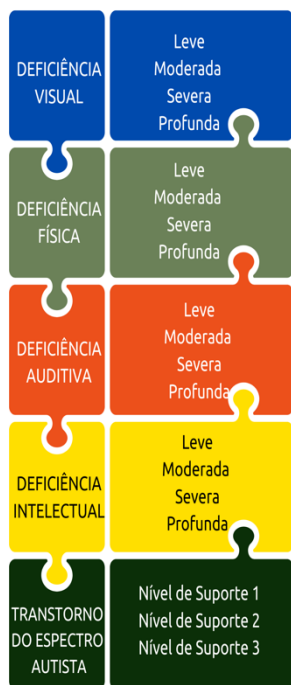 DEFICIÊNCIA
VISUAL
Leve
Moderada
Severa
Profunda
DEFICIÊNCIA
FÍSICA
Leve
Moderada
Severa
Profunda
DEFICIÊNCIA
AUDITIVA
Leve
Moderada
Severa
Profunda
DEFICIÊNCIA
INTELECTUAL
Leve
Moderada
Severa
Profunda
TRANSTORNO
DO ESPECTRO
AUTISTA
Nível de Suporte 1
Nível de Suporte 2
Nível de Suporte 3